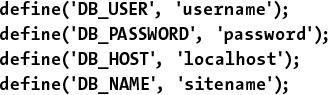 define('DB_USER', 'username');
define('DB_PASSWORD', 'password');
define('DB_HOST', 'localhost');
define('DB_NAME', 'sitename');